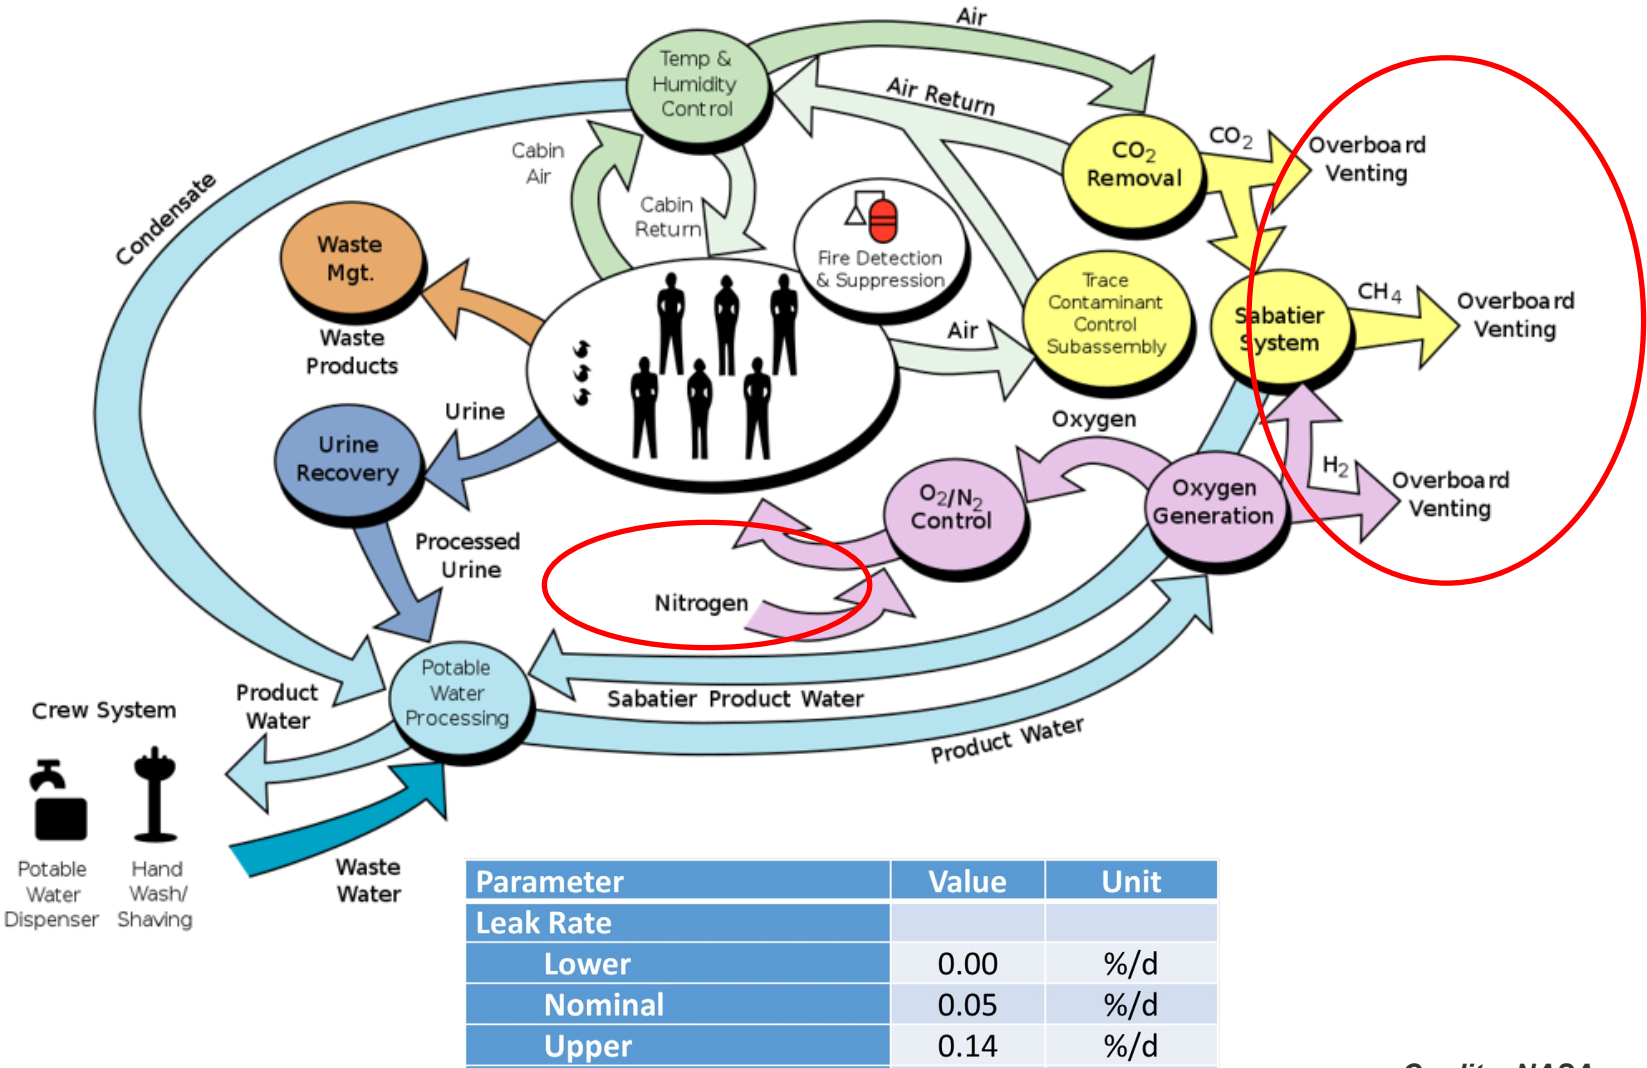 Air
Temp &
Humidity
Control
Air Return
CO2
Removal
CO2
Overboard
Venting
Cabin
Air
Cabin
Return
Condensate
Waste
Mgt.
Waste
Products
Fire Detection
& Suppression
Air
Trace
Contaminant
Control
Subassembly
Sabatier
System
CH4
Overboard
Venting
Urine
Urine
Recovery
Processed
Urine
Oxygen
O2/N2
Control
Oxygen
Generation
H2
Overboard
Venting
Nitrogen
Potable
Water
Processing
Sabatier Product Water
Product Water
Crew System
Product
Water
Potable
Water
Dispenser
Hand
Wash/
Shaving
Waste
Water
Parameter Value Unit
Leak Rate
Lower 0.00 %/d
Nominal 0.05 %/d
Upper 0.14 %/d